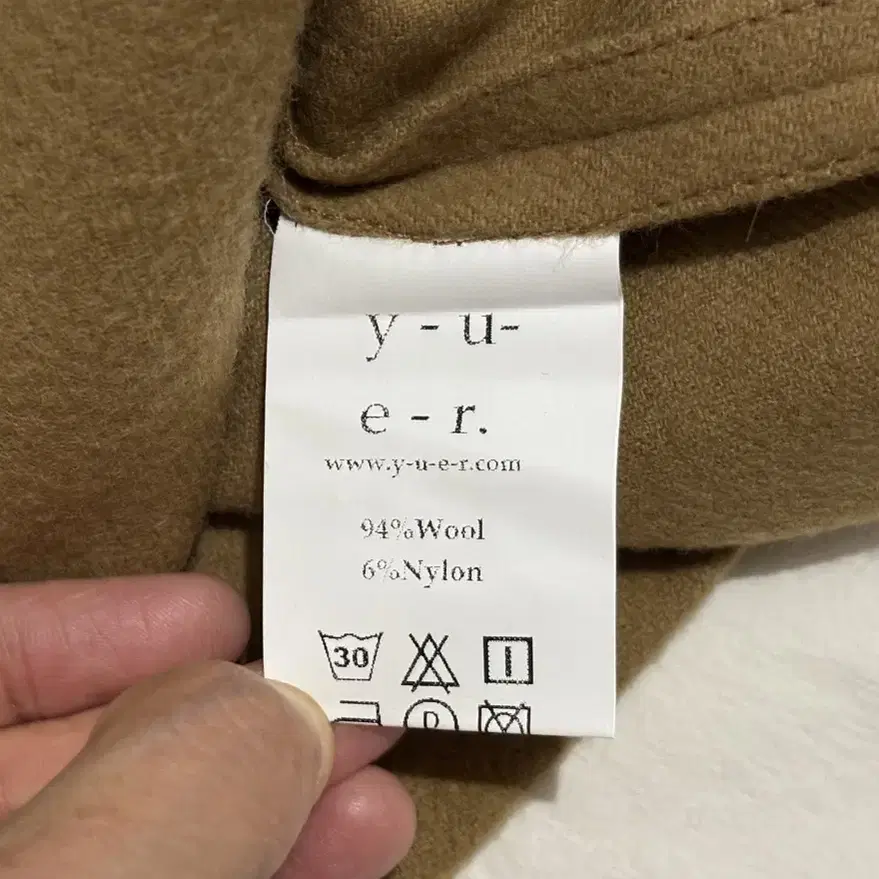 y - u-
e - r.
www.y-u-e-r.com
94%Wool
6%Nylon
30
P